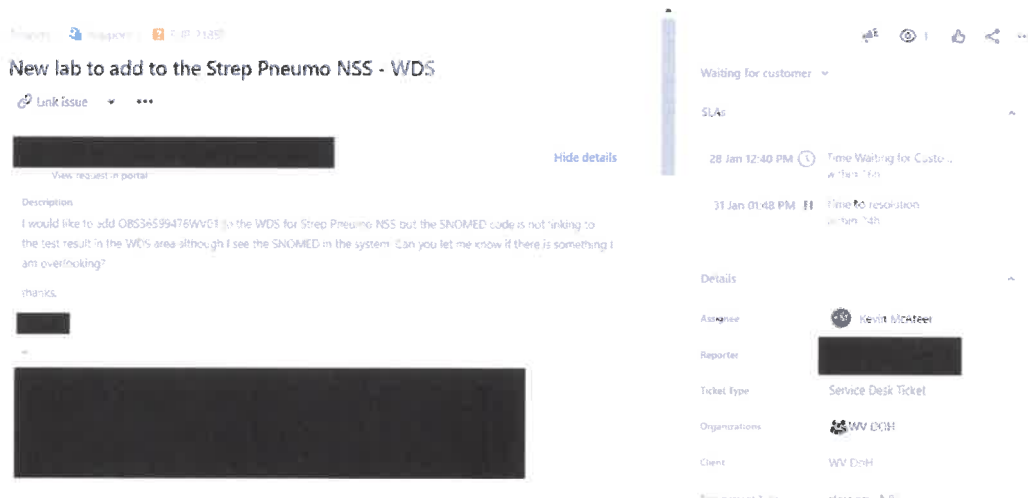 New lab to add to the Strep Pneumo NSS - WDS
Link issue
View request in portal
Hide details
Description
I would like to add OBS36599476WV01 to the WDS for Strep Pneumo NSS but the SNOMED code is not linking to
the test result in the WDS area although I see the SNOMED in the system. Can you let me know if there is something I
am overlooking?
thanks,
1
Waiting for customer
SLAs
28 Jan 12:40 PM Time Waiting for Custo...
within 16h
31 Jan 01:48 PM Time to resolution
within 24h
Details
Assignee Kevin McAteer
Reporter
Ticket Type Service Desk Ticket
Organizations WV DOH
Client WV DoH